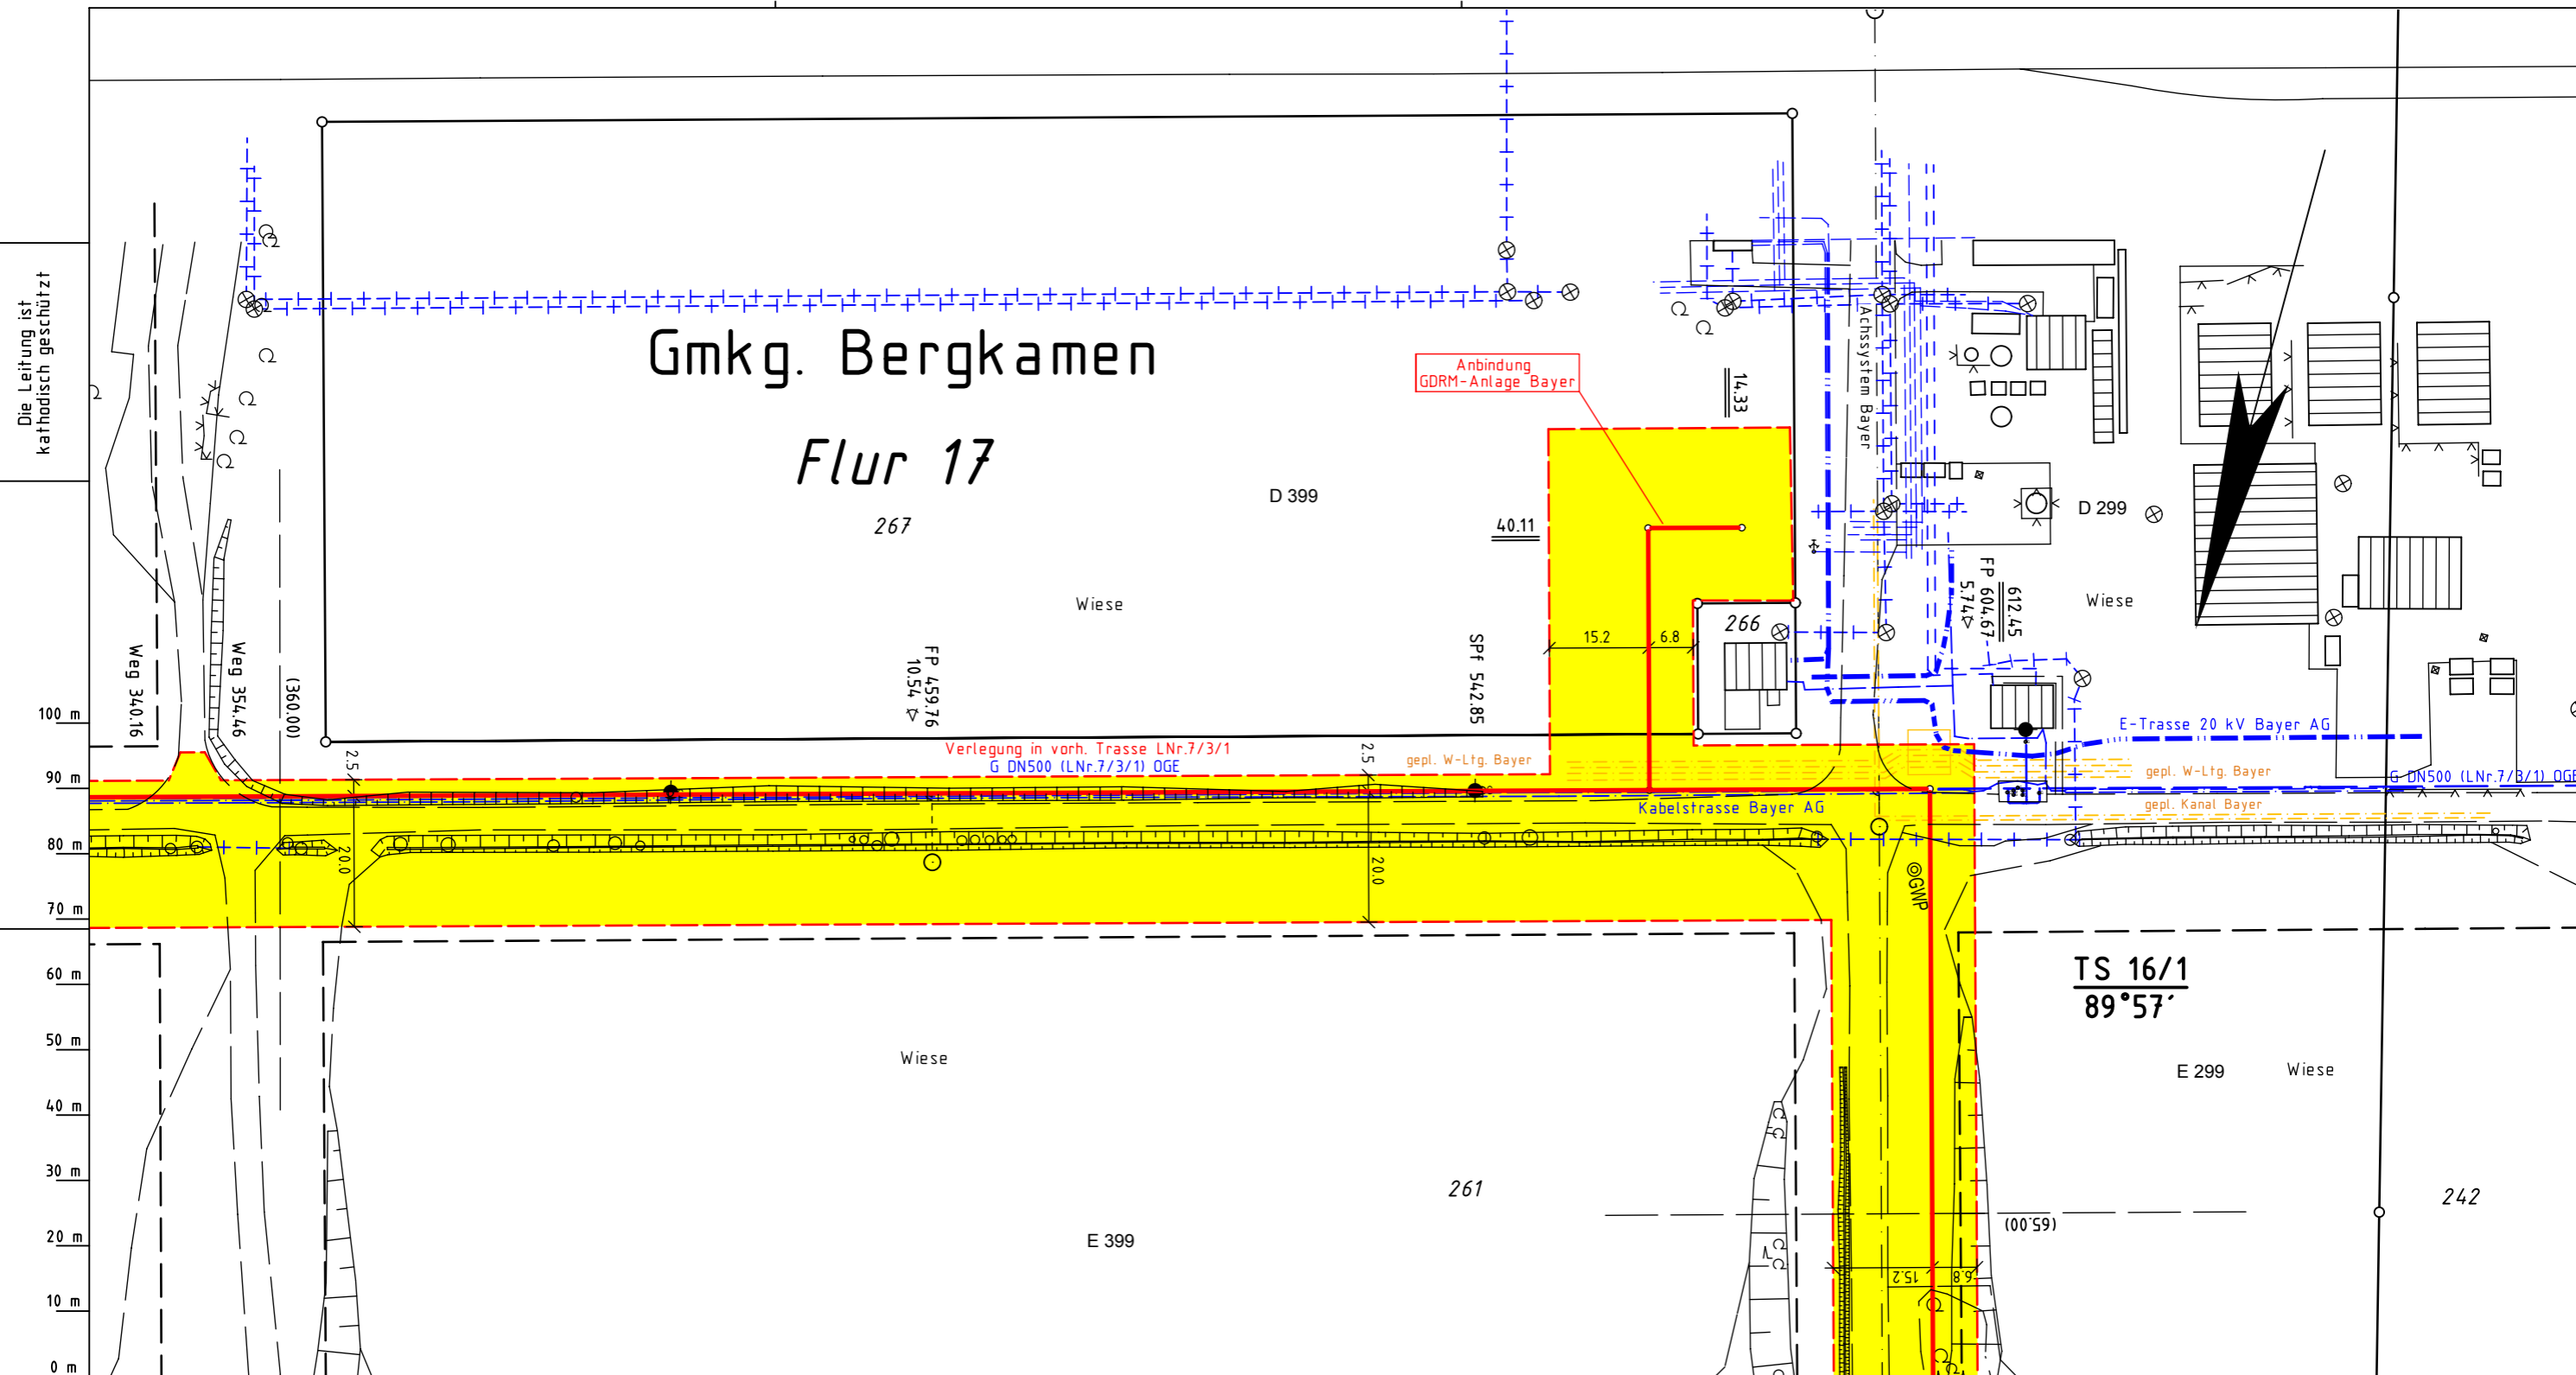 Die Leitung ist
kathodisch geschützt
Gmkg. Bergkamen
Flur 17
267
D 399
Wiese
Anbindung
GDRM-Anlage Bayer
14.33
40.11
Achssystem Bayer
D 299
Wiese
FP 604.67
5.74
612.45
266
15.2
6.8
Weg 340.16
Weg 354.46
(360.00)
FP 459.76
10.54
SPf 542.85
E-Trasse 20 kV Bayer AG
Verlegung in vorh. Trasse LNr.7/3/1
G DN500 (LNr.7/3/1) OGE
gepl. W-Ltg. Bayer
gepl. W-Ltg. Bayer
G DN500 (LNr.7/3/1) OGE
gepl. Kanal Bayer
Kabelstrasse Bayer AG
2.5
20.0
2.5
20.0
GWP
100 m
90 m
80 m
70 m
60 m
50 m
40 m
30 m
20 m
10 m
0 m
TS 16/1
89°57'
Wiese
E 299
Wiese
261
242
E 399
(65.00)
15.2
6.8